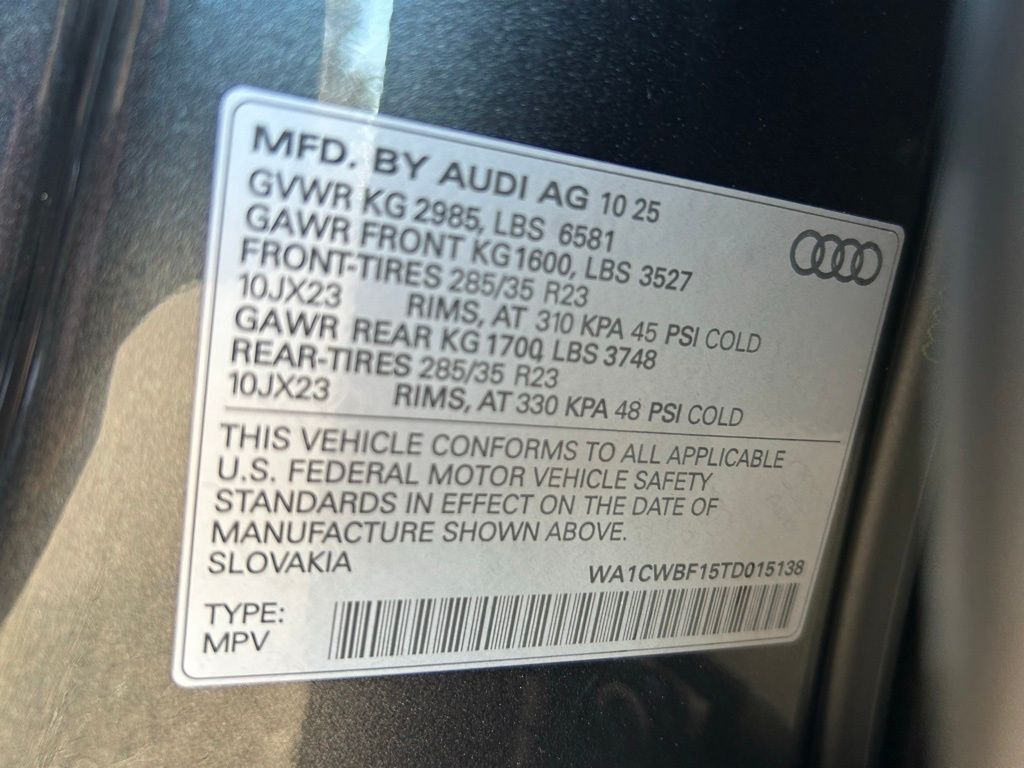 MFD. BY AUDI AG 10 25
GVWR KG 2985, LBS 6581
GAWR FRONT KG1600, LBS 3527
FRONT-TIRES 285/35 R23
10JX23 RIMS, AT 310 KPA 45 PSI COLD
GAWR REAR KG1700, LBS 3748
REAR-TIRES 285/35 R23
10JX23 RIMS, AT 330 KPA 48 PSI COLD
THIS VEHICLE CONFORMS TO ALL APPLICABLE
U.S. FEDERAL MOTOR VEHICLE SAFETY
STANDARDS IN EFFECT ON THE DATE OF
MANUFACTURE SHOWN ABOVE.
SLOVAKIA
WA1CWBF15TD015138
TYPE:
MPV